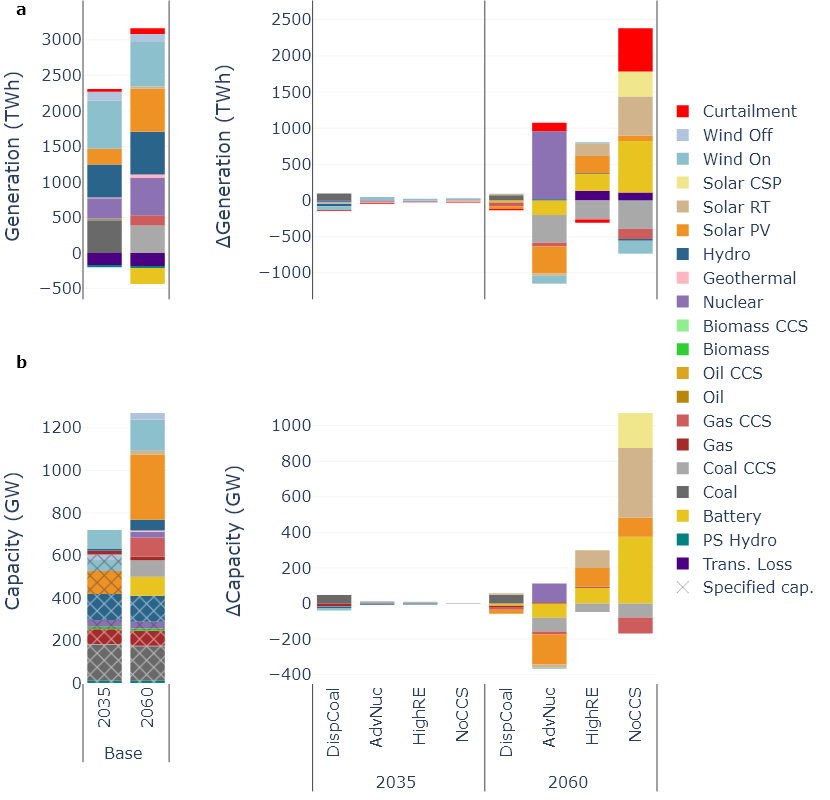 a
Generation (TWh)
3000
2500
2000
1500
1000
500
0
−500
ΔGeneration (TWh)
2500
2000
1500
1000
500
0
−500
−1000
Curtailment
Wind Off
Wind On
Solar CSP
Solar RT
Solar PV
Hydro
Geothermal
Nuclear
Biomass CCS
Biomass
Oil CCS
Oil
Gas CCS
Gas
Coal CCS
Coal
Battery
PS Hydro
Trans. Loss
Specified cap.
b
Capacity (GW)
1200
1000
800
600
400
200
0
2035
2060
Base
ΔCapacity (GW)
1000
800
600
400
200
0
−200
−400
DispCoal
AdvNuc
HighRE
NoCCS
DispCoal
AdvNuc
HighRE
NoCCS
2035
2060